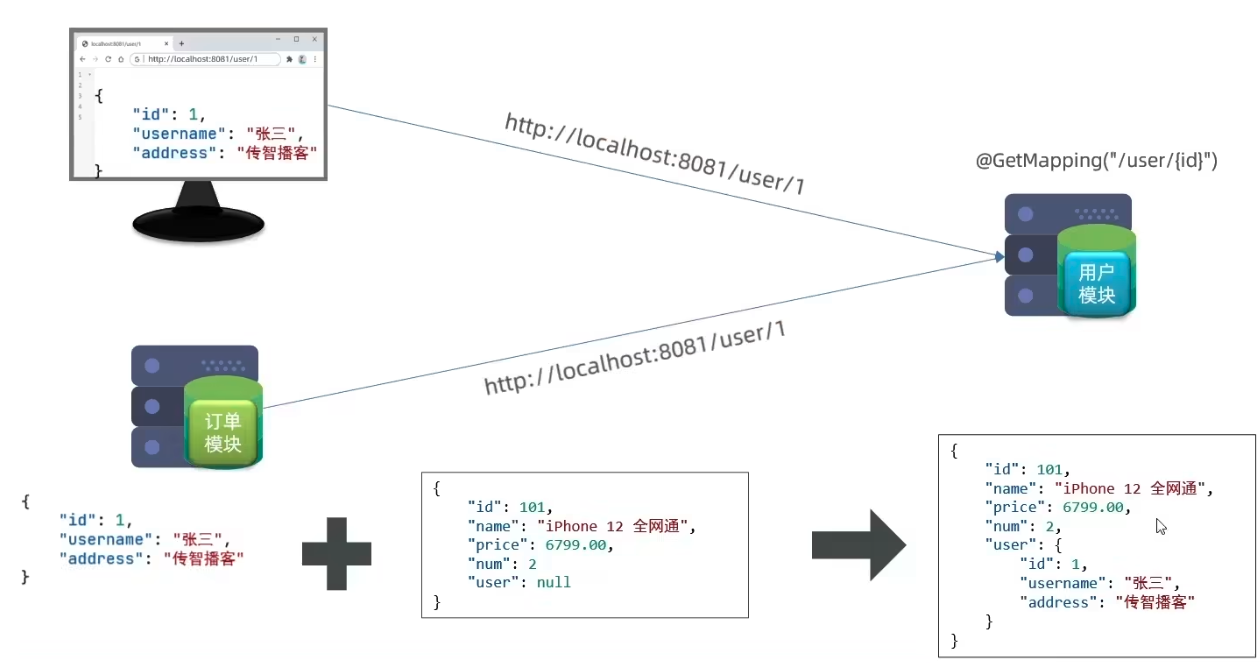 localhost:8081/user/1
http://localhost:8081/user/1
1
2
3
4
5
{
"id": 1,
"username": "张三",
"address": "传智播客"
}
http://localhost:8081/user/1
@GetMapping("/user/{id}")
用户
模块
http://localhost:8081/user/1
订单
模块
{
"id": 1,
"username": "张三",
"address": "传智播客"
}
{
"id": 101,
"name": "iPhone 12 全网通",
"price": 6799.00,
"num": 2
"user": null
}
{
"id": 101,
"name": "iPhone 12 全网通",
"price": 6799.00,
"num": 2,
"user": {
"id": 1,
"username": "张三",
"address": "传智播客"
}
}